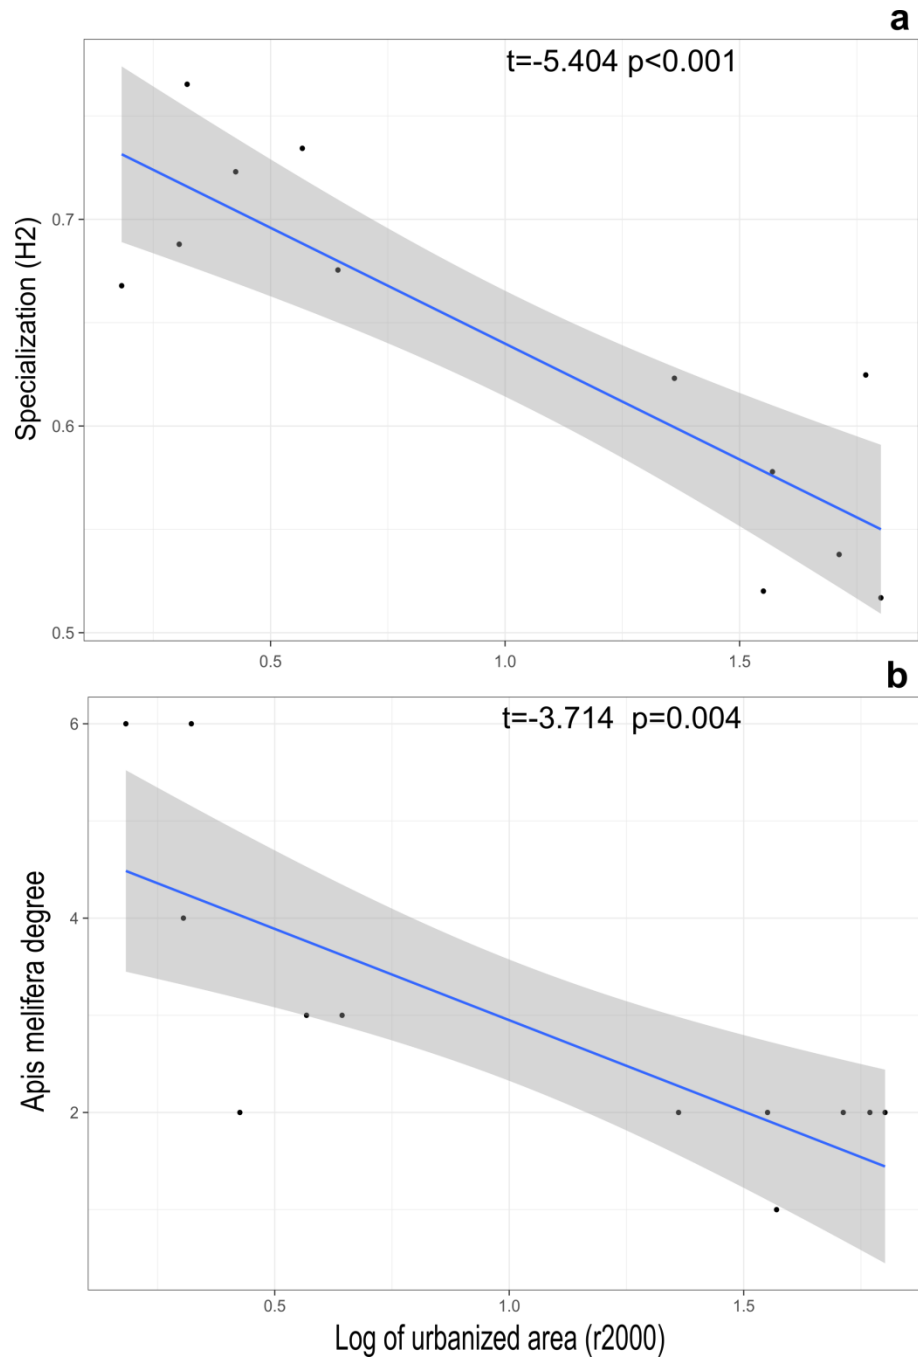 a
t=-5.404 p<0.001
Specialization (H2)
0.7
0.6
0.5
0.5 1.0 1.5
b
t=-3.714 p=0.004
Apis melifera degree
6
4
2
0.5 1.0 1.5
Log of urbanized area (r2000)